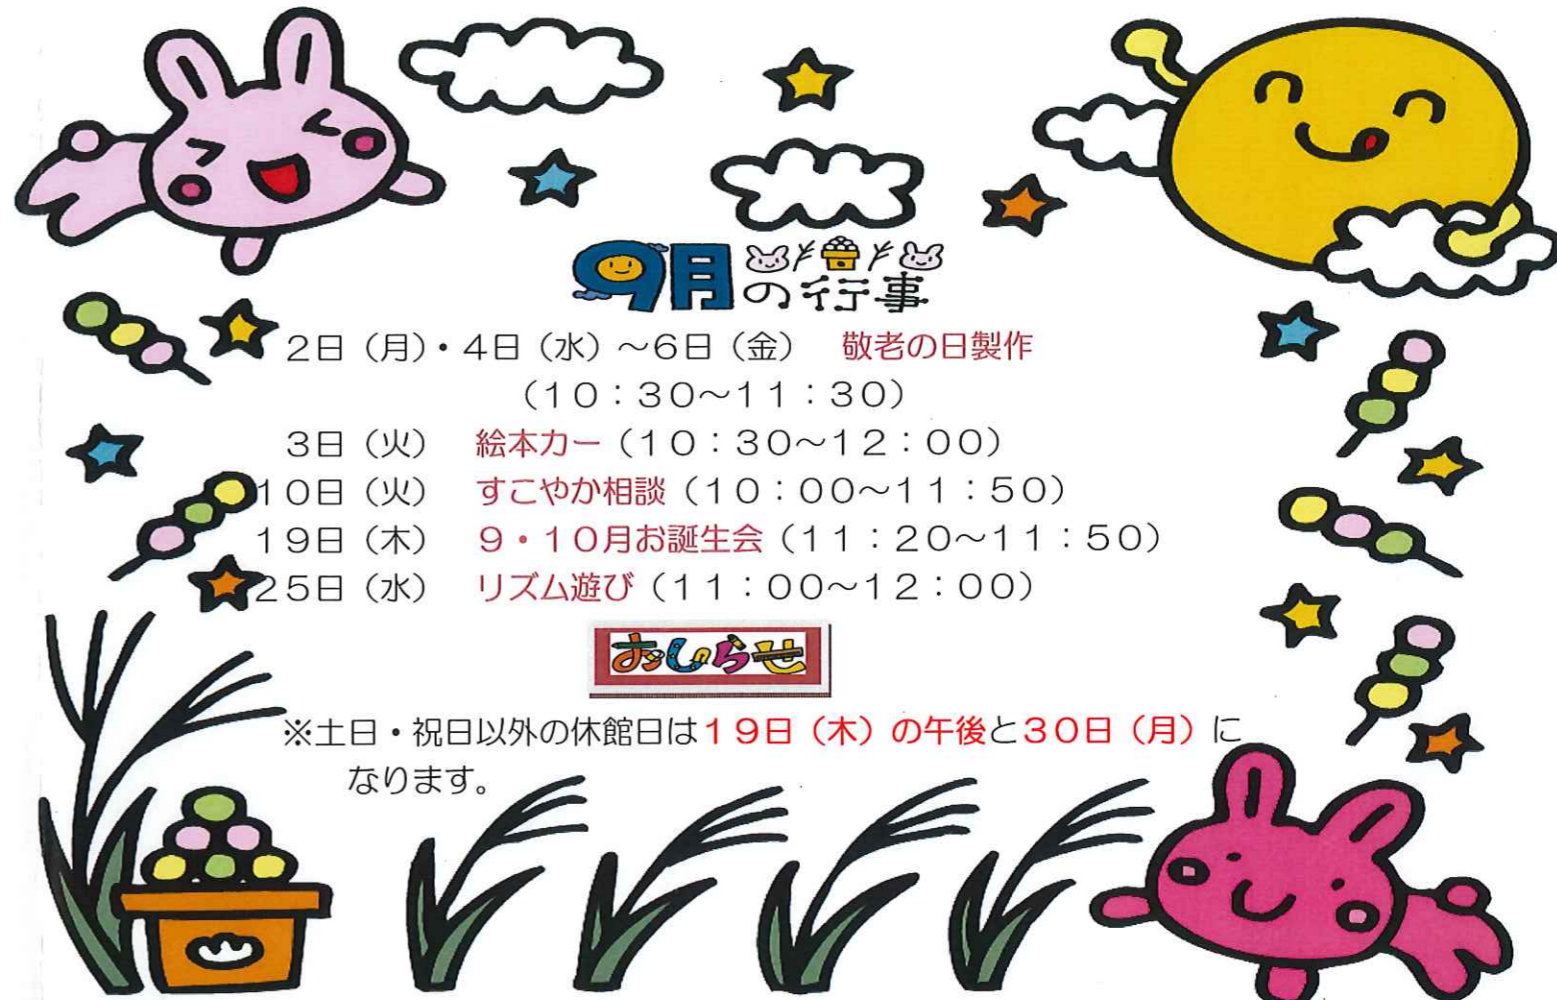 9月の行事
2日（月）・4日（水）～6日（金）　敬老の日製作
（10：30～11：30）
3日（火）　絵本カー（10：30～12：00）
10日（火）　すこやか相談（10：00～11：50）
19日（木）　9・10月お誕生会（11：20～11：50）
25日（水）　リズム遊び（11：00～12：00）
おしらせ
※土日・祝日以外の休館日は19日（木）の午後と30日（月）に
なります。